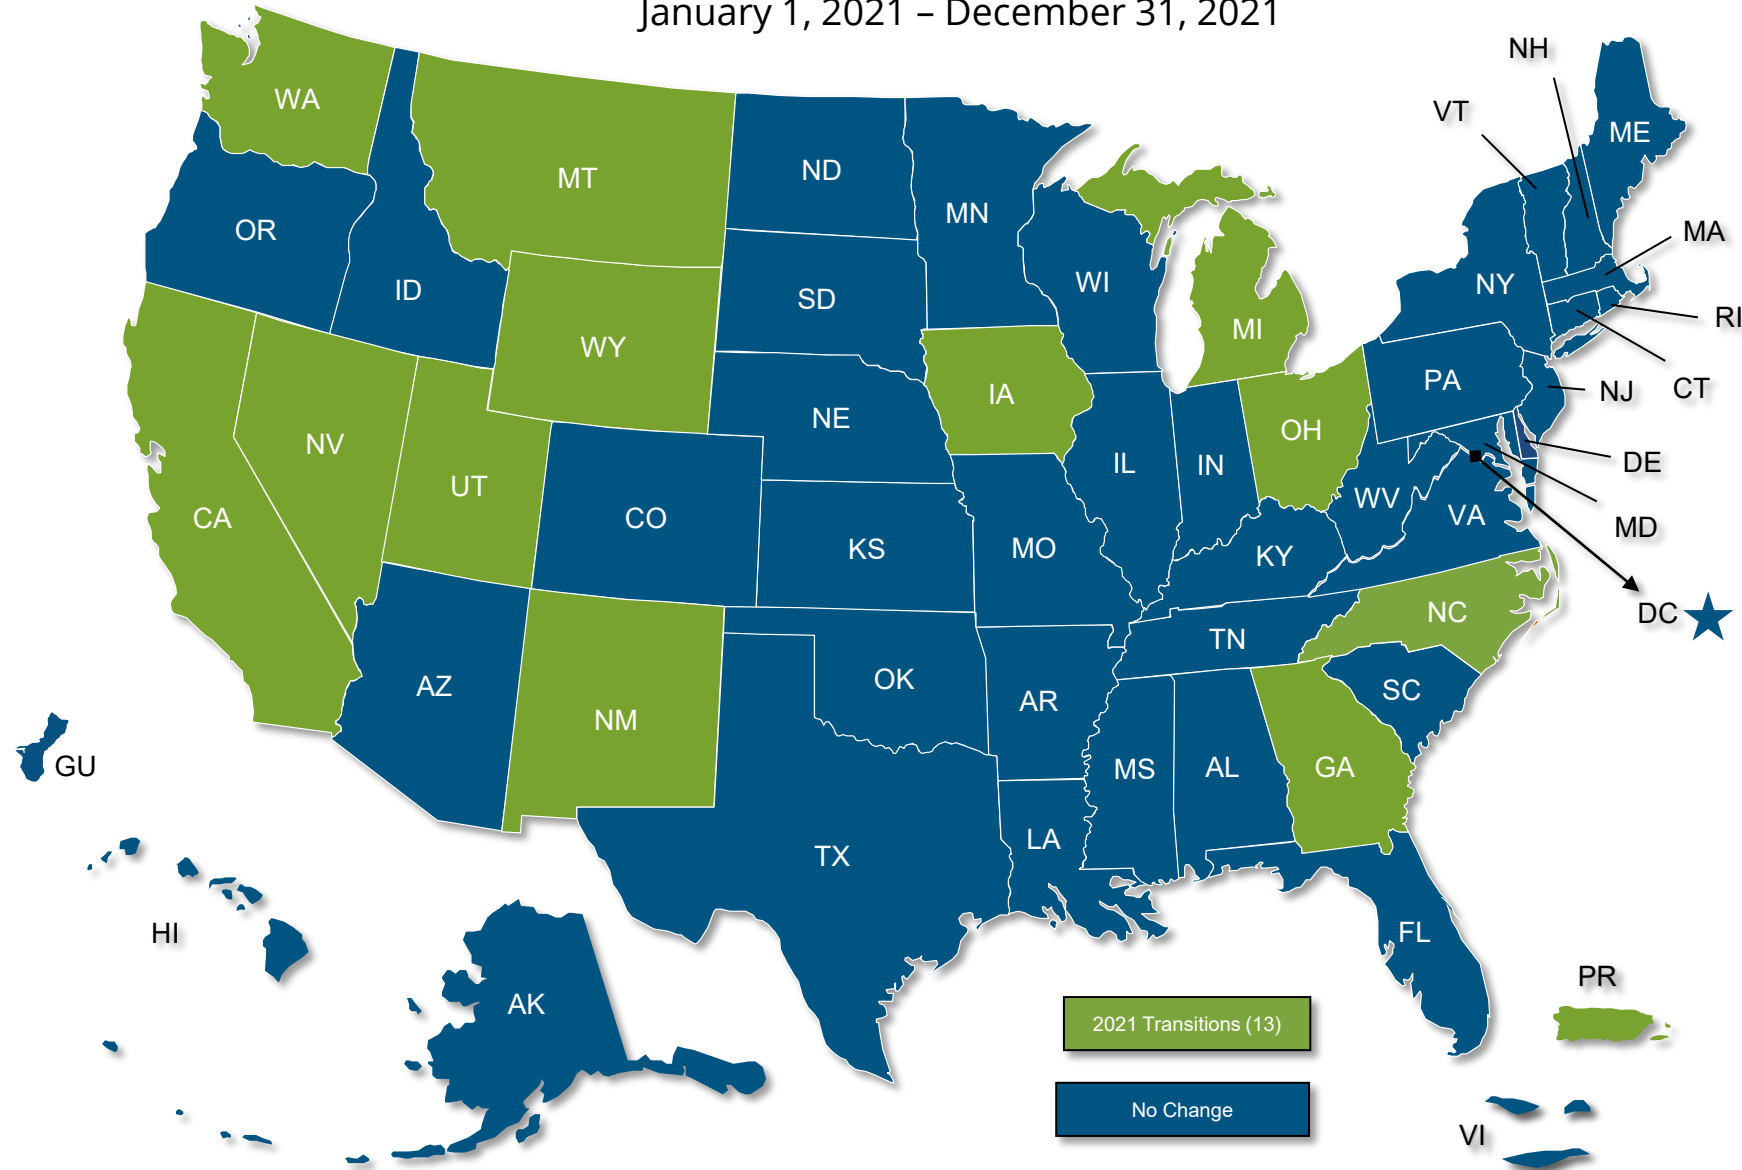 January 1, 2021 – December 31, 2021
NH
WA
VT
ME
MT
ND
MN
OR
MA
WI
NY
ID
SD
RI
MI
WY
PA
CT
NJ
IA
NE
OH
NV
DE
IL
IN
UT
WV
CA
CO
VA
MD
KS
MO
KY
DC
NC
TN
OK
AZ
SC
AR
NM
GU
MS
AL
GA
LA
TX
HI
FL
PR
AK
2021 Transitions (13)
No Change
VI